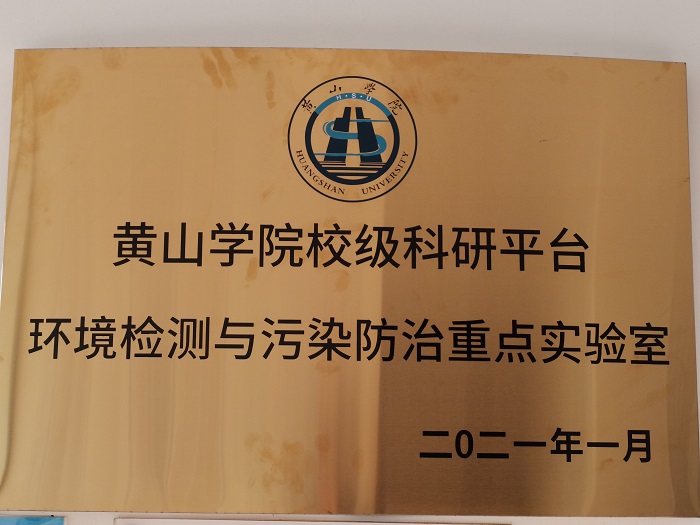 黄山学院
H·S·U
HUANGSHAN UNIVERSITY
黄山学院校级科研平台
环境检测与污染防治重点实验室
二0二一年一月